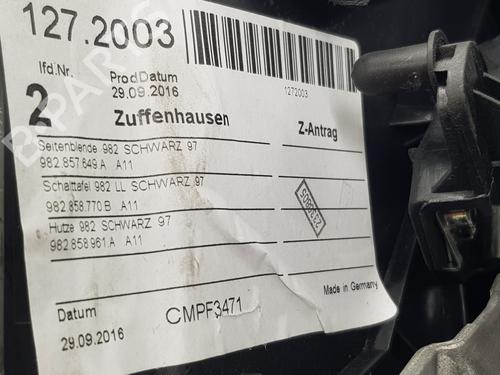 127.2003
1272003
lfd.Nr.
ProdDatum
29.09.2016
2
Zuffenhausen
Z-Antrag
Seitenblende 982 SCHWARZ 97
982.857.649.A A11
Schalttafel 982 LL SCHWARZ 97
982.858.770.B A11
Hutze 982 SCHWARZ 97
982.858.961.A A11
Datum
29.09.2016
CMPF3471
Made in Germany
B-PARTS